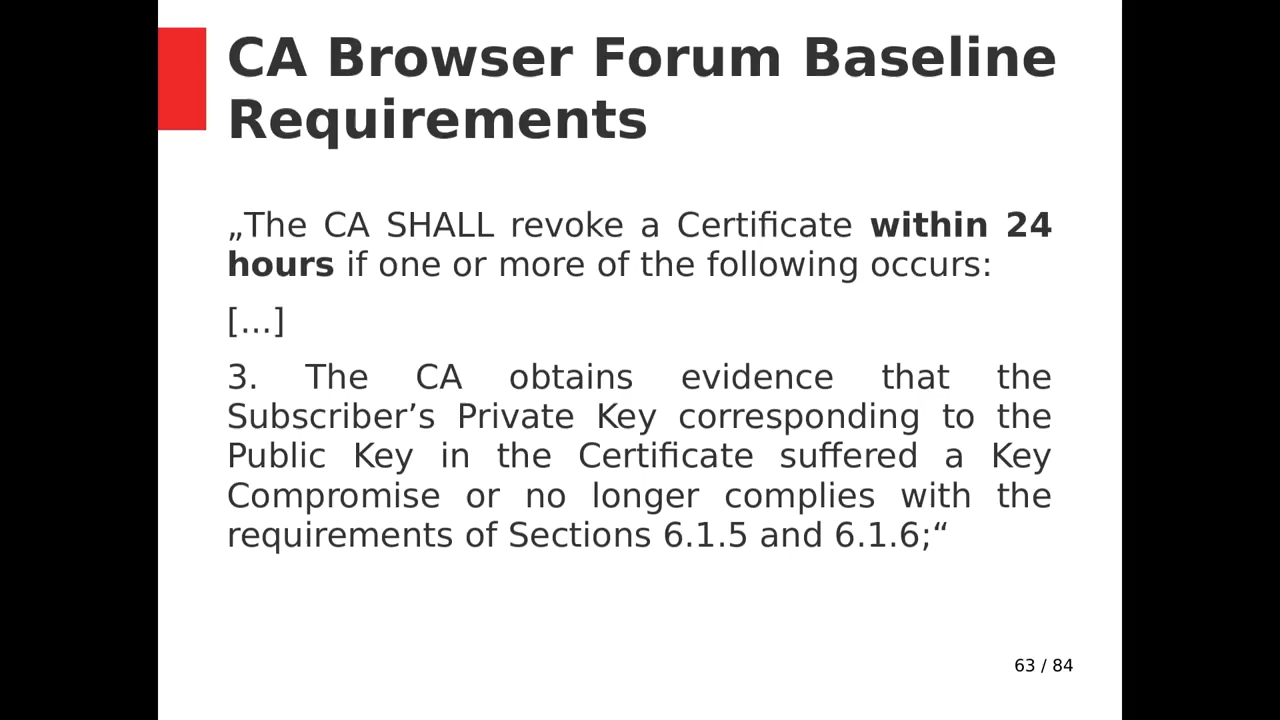 CA Browser Forum Baseline
Requirements
„The CA SHALL revoke a Certificate within 24
hours if one or more of the following occurs:
[...]
3. The CA obtains evidence that the
Subscriber’s Private Key corresponding to the
Public Key in the Certificate suffered a Key
Compromise or no longer complies with the
requirements of Sections 6.1.5 and 6.1.6;“
63 / 84